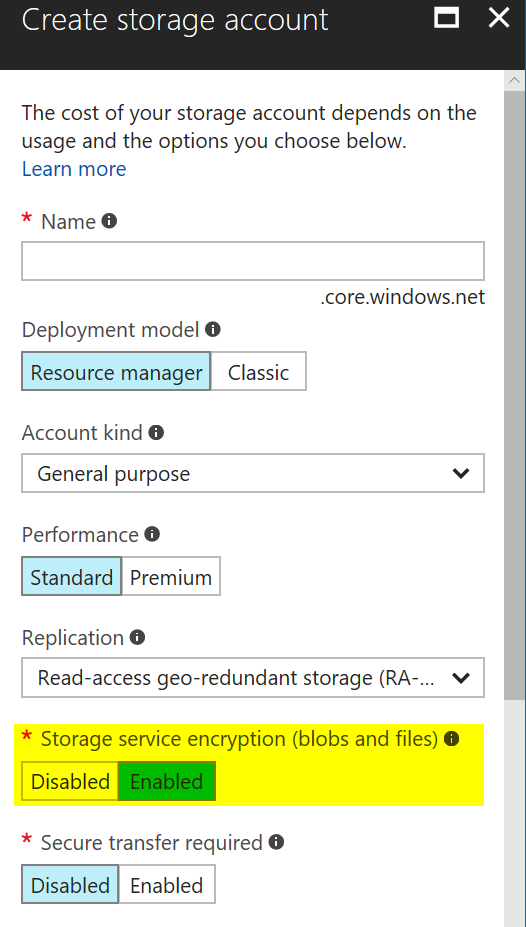 Create storage account
The cost of your storage account depends on the
usage and the options you choose below.
Learn more
* Name
.core.windows.net
Deployment model
Resource manager Classic
Account kind
General purpose
Performance
Standard Premium
Replication
Read-access geo-redundant storage (RA-...
* Storage service encryption (blobs and files)
Disabled Enabled
* Secure transfer required
Disabled Enabled